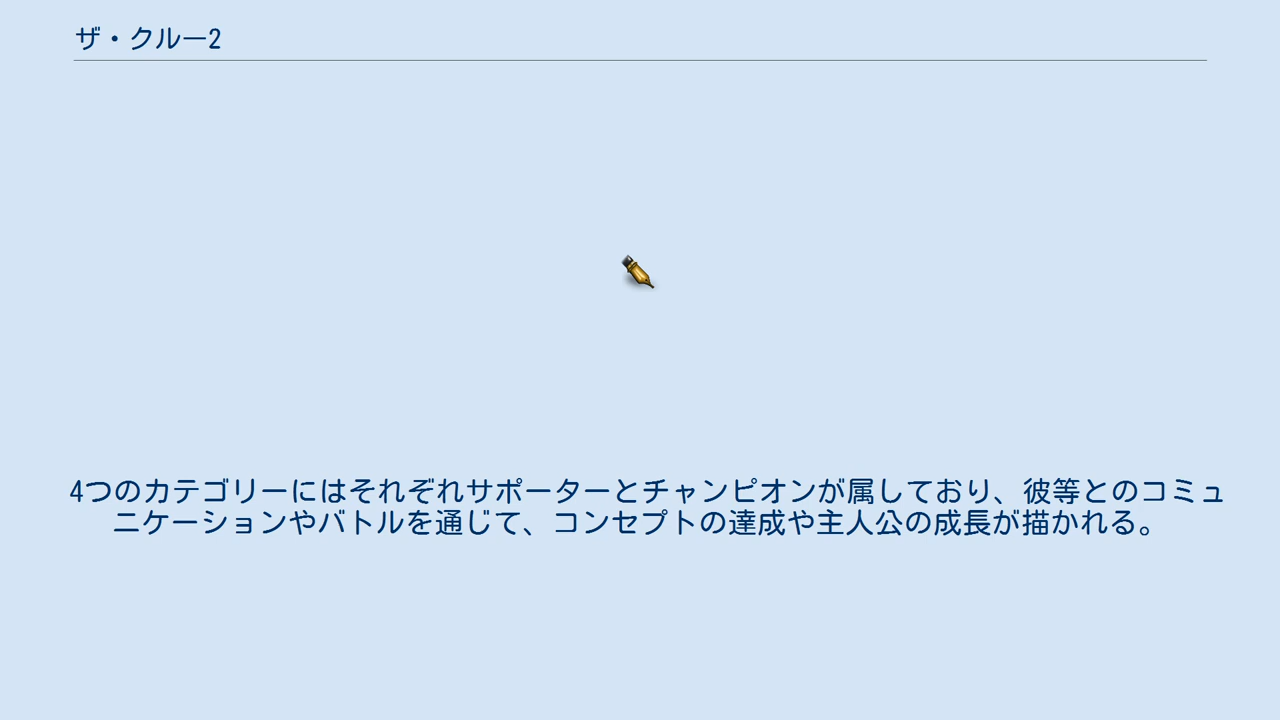 ザ・クルー2
4つのカテゴリーにはそれぞれサポーターとチャンピオンが属しており、彼等とのコミュ
ニケーションやバトルを通じて、コンセプトの達成や主人公の成長が描かれる。